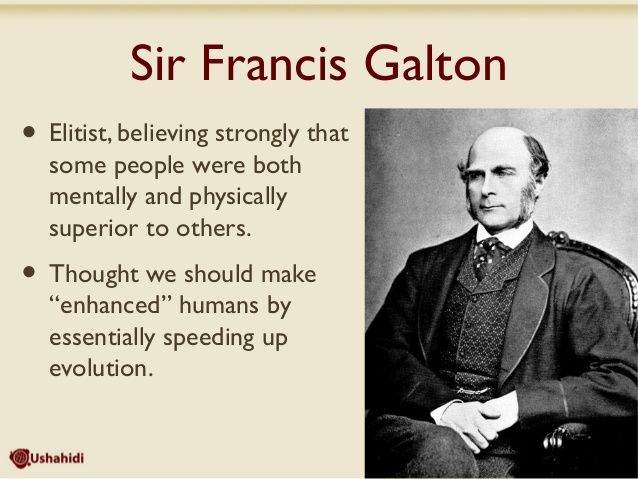 Sir Francis Galton
• Elitist, believing strongly that
some people were both
mentally and physically
superior to others.
• Thought we should make
“enhanced” humans by
essentially speeding up
evolution.
Ushahidi